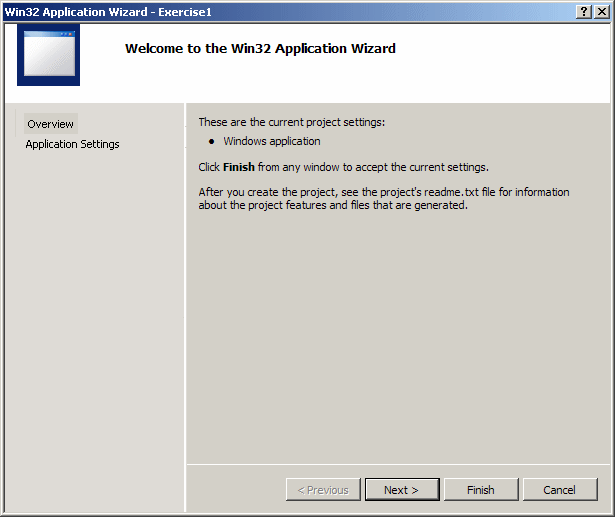 Win32 Application Wizard - Exercise1
Welcome to the Win32 Application Wizard
Overview
Application Settings
These are the current project settings:
• Windows application
Click Finish from any window to accept the current settings.
After you create the project, see the project's readme.txt file for information
about the project features and files that are generated.
< Previous
Next >
Finish
Cancel